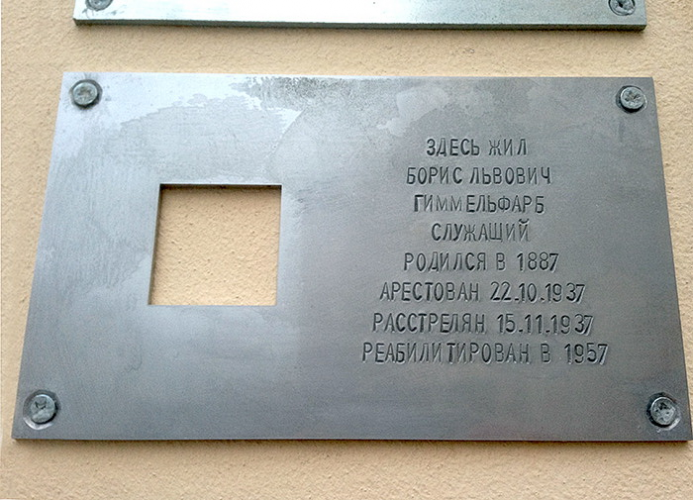 ЗДЕСЬ ЖИЛ
БОРИС ЛЬВОВИЧ
ГИММЕЛЬФАРБ
СЛУЖАЩИЙ
РОДИЛСЯ В 1887
АРЕСТОВАН 22.10.1937
РАССТРЕЛЯН 15.11.1937
РЕАБИЛИТИРОВАН В 1957